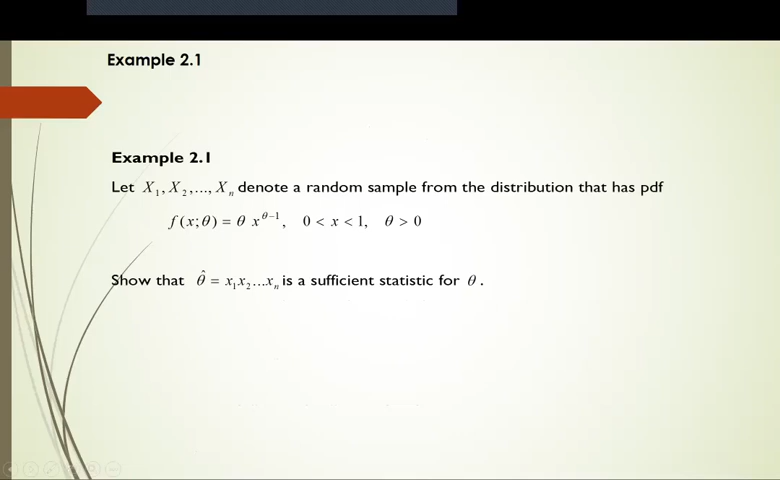 Example 2.1
Example 2.1
Let X₁, X₂,..., Xₙ denote a random sample from the distribution that has pdf
f(x;θ) = θ x^{θ−1}, 0 < x < 1, θ > 0
Show that θ̂ = x₁x₂...xₙ is a sufficient statistic for θ.